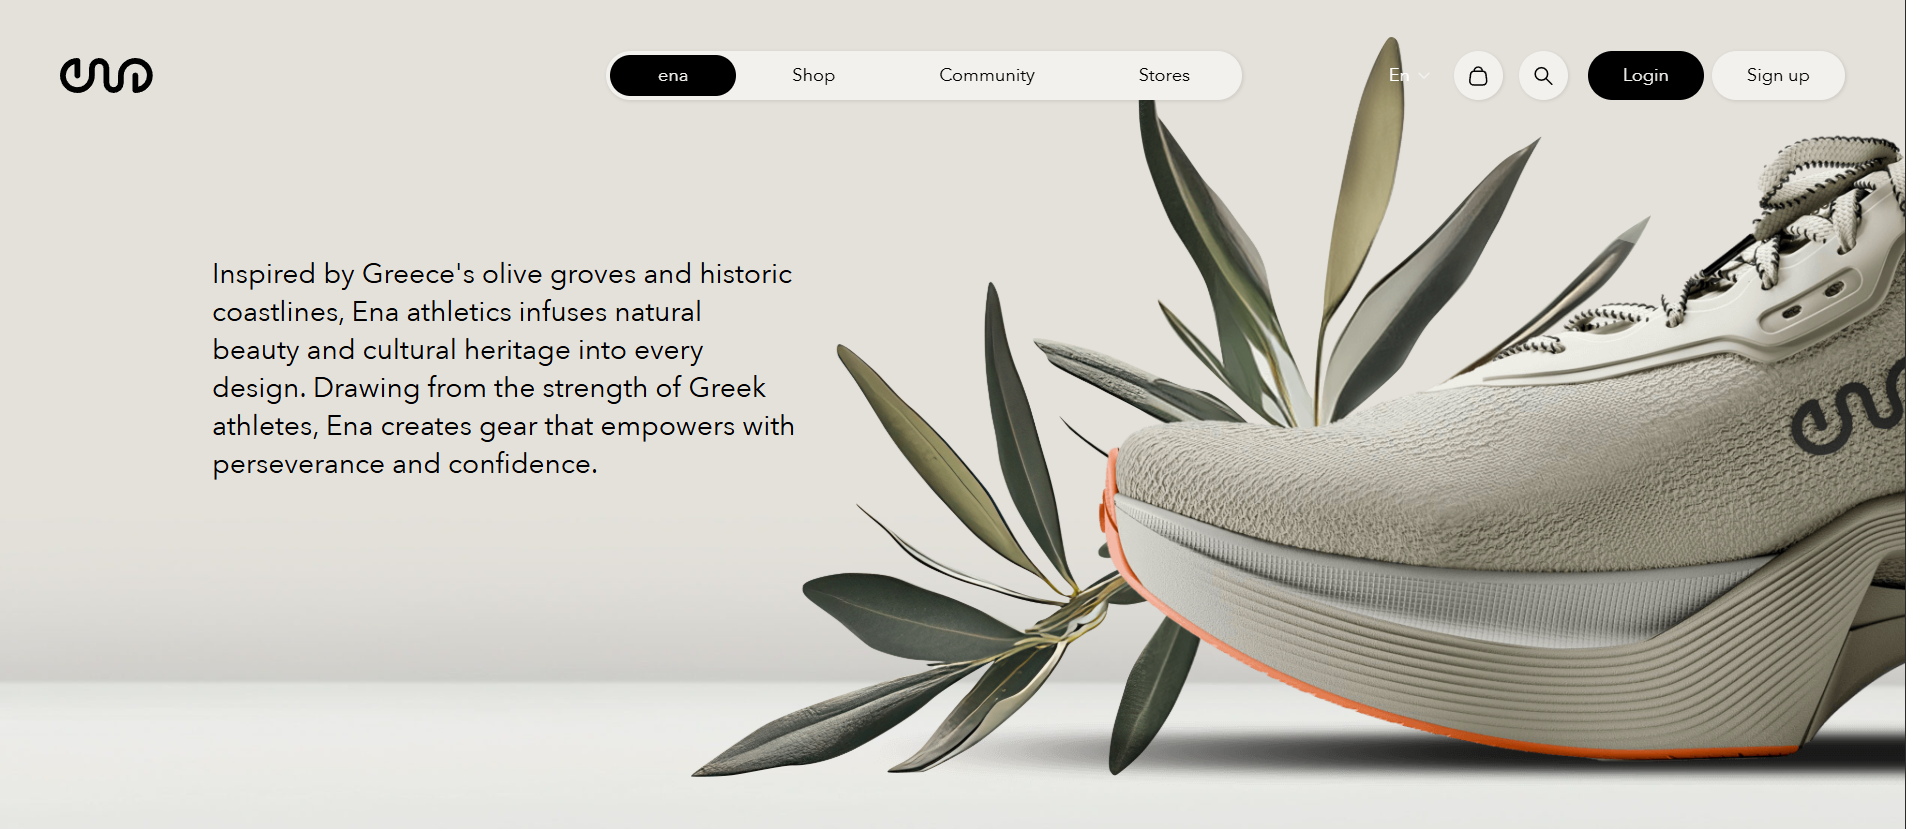 ena
ena Shop Community Stores En Login Sign up
Inspired by Greece's olive groves and historic
coastlines, Ena athletics infuses natural
beauty and cultural heritage into every
design. Drawing from the strength of Greek
athletes, Ena creates gear that empowers with
perseverance and confidence.
ena